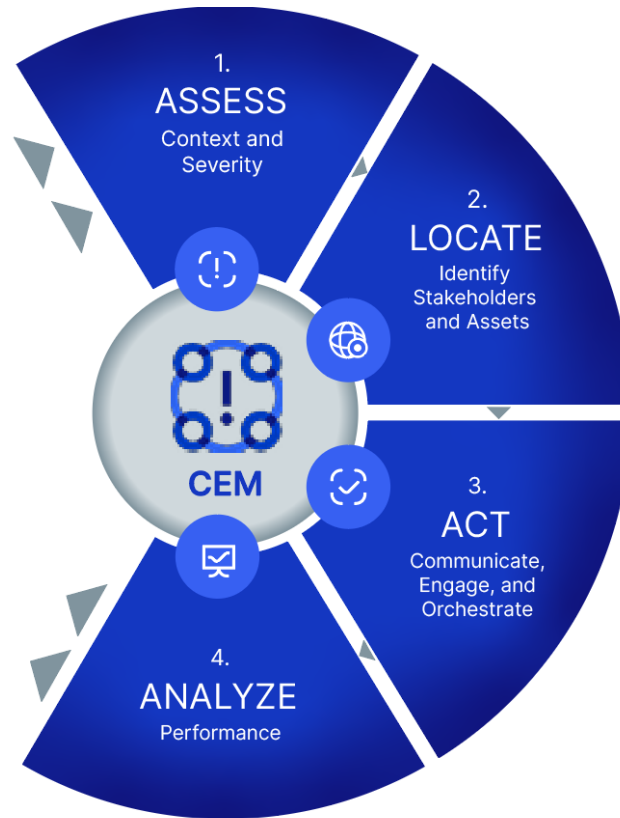 1.
ASSESS
Context and
Severity
2.
LOCATE
Identify
Stakeholders
and Assets
CEM
3.
ACT
Communicate,
Engage, and
Orchestrate
4.
ANALYZE
Performance